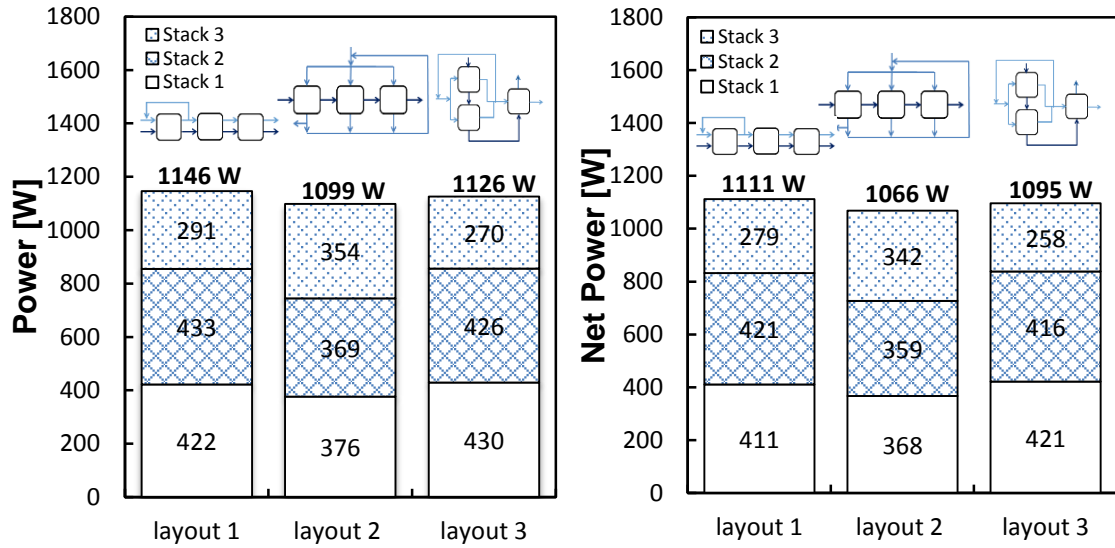 Power [W]
1800
1600
1400
1200
1000
800
600
400
200
0
Stack 3
Stack 2
Stack 1
1146 W
1099 W
1126 W
291
354
270
433
369
426
422
376
430
layout 1
layout 2
layout 3
Net Power [W]
1800
1600
1400
1200
1000
800
600
400
200
0
Stack 3
Stack 2
Stack 1
1111 W
1066 W
1095 W
279
342
258
421
359
416
411
368
421
layout 1
layout 2
layout 3